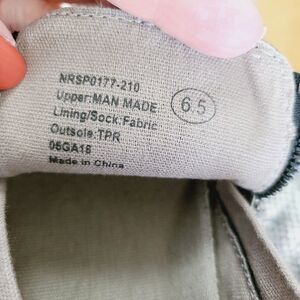 NRSP0177-210
Upper:MAN MADE
6.5
Lining/Sock:Fabric
Outsole:TPR
06GA18
Made in China